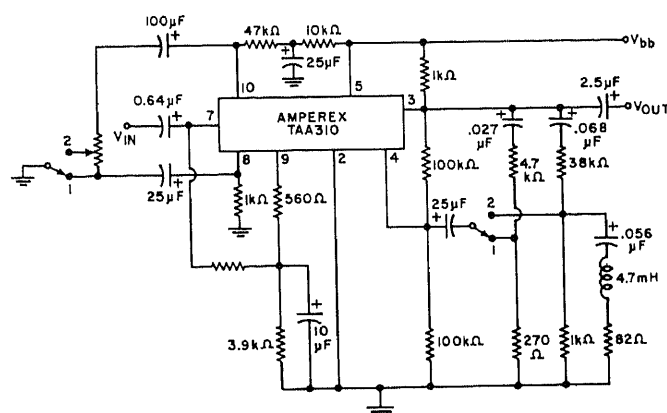 100µF
47kΩ
10kΩ
Vbb
25µF
1kΩ
10
5
2.5µF
0.64µF
7
AMPEREX
TAA310
3
VOUT
VIN
.027
µF
.068
µF
2
8
9
2
4
100kΩ
4.7
kΩ
38kΩ
1
25µF
1kΩ
560Ω
25µF
2
1
.056
µF
4.7mH
3.9kΩ
10
µF
100kΩ
270
Ω
1kΩ
82Ω